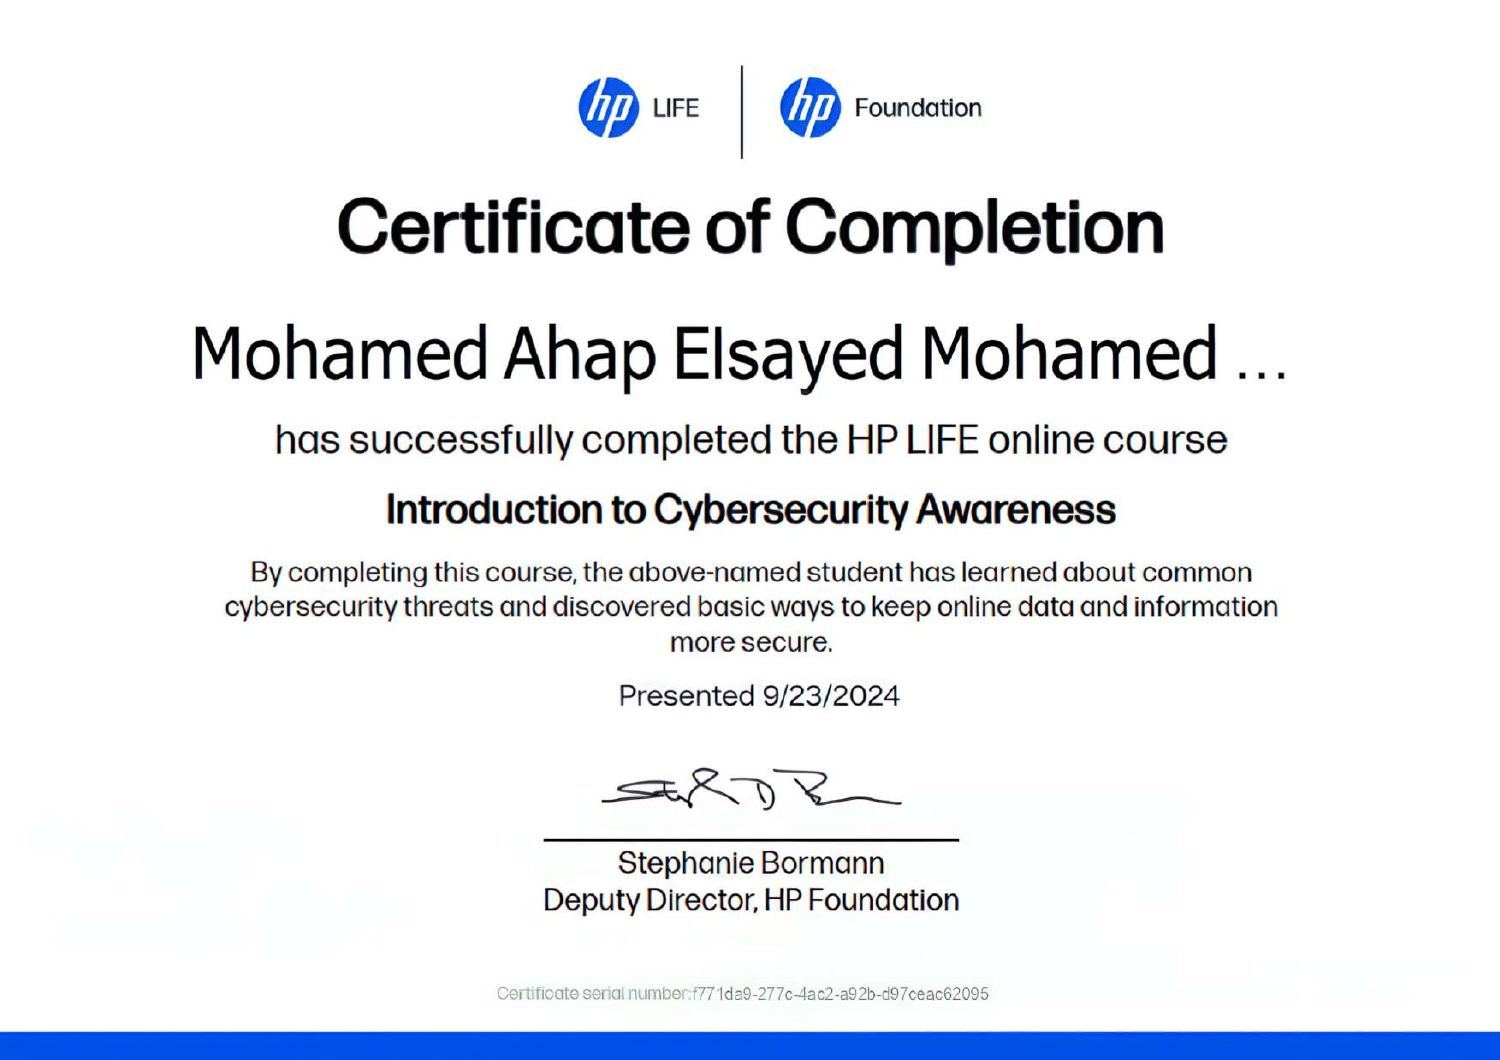 hp LIFE hp Foundation
Certificate of Completion
Mohamed Ahap Elsayed Mohamed ...
has successfully completed the HP LIFE online course
Introduction to Cybersecurity Awareness
By completing this course, the above-named student has learned about common
cybersecurity threats and discovered basic ways to keep online data and information
more secure.
Presented 9/23/2024
Stephanie Bormann
Deputy Director, HP Foundation
Certificate serial number:f771da9-277c-4ac2-a92b-d97ceac62095